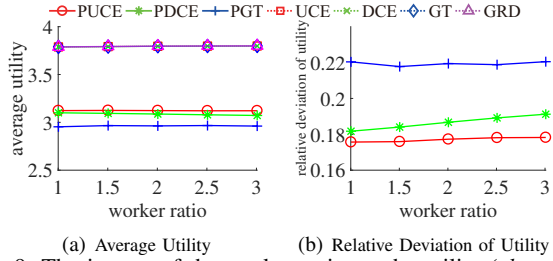 PUCE PDCE PGT UCE DCE GT GRD
4
3.5
3
2.5
average utility
1 1.5 2 2.5 3
worker ratio
(a) Average Utility
0.22
0.2
0.18
0.16
relative deviation of utility
1 1.5 2 2.5 3
worker ratio
(b) Relative Deviation of Utility